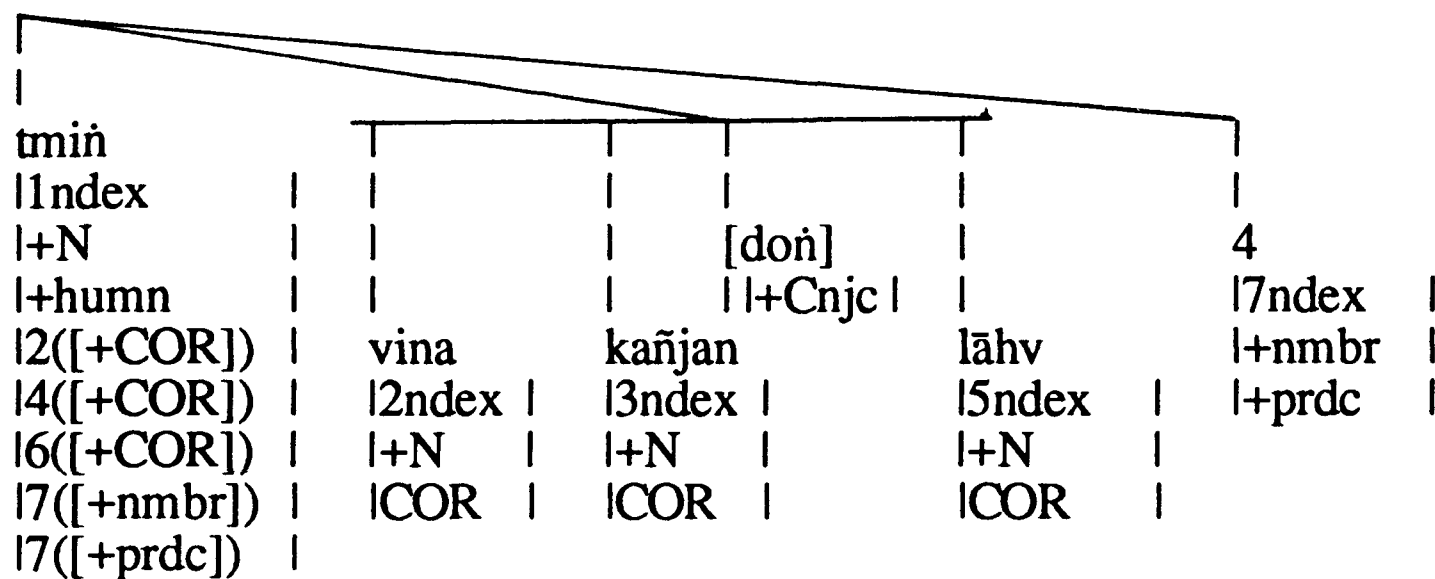 tmiṅ
|1ndex |
|+N | [doṅ] 4
|+humn | |+Cnjc | |7ndex |
|2([+COR]) | vina kañjan lāhv |+nmbr |
|4([+COR]) | |2ndex | |3ndex | |5ndex | |+prdc |
|6([+COR]) | |+N | |+N | |+N |
|7([+nmbr]) | |COR | |COR | |COR |
|7([+prdc]) |